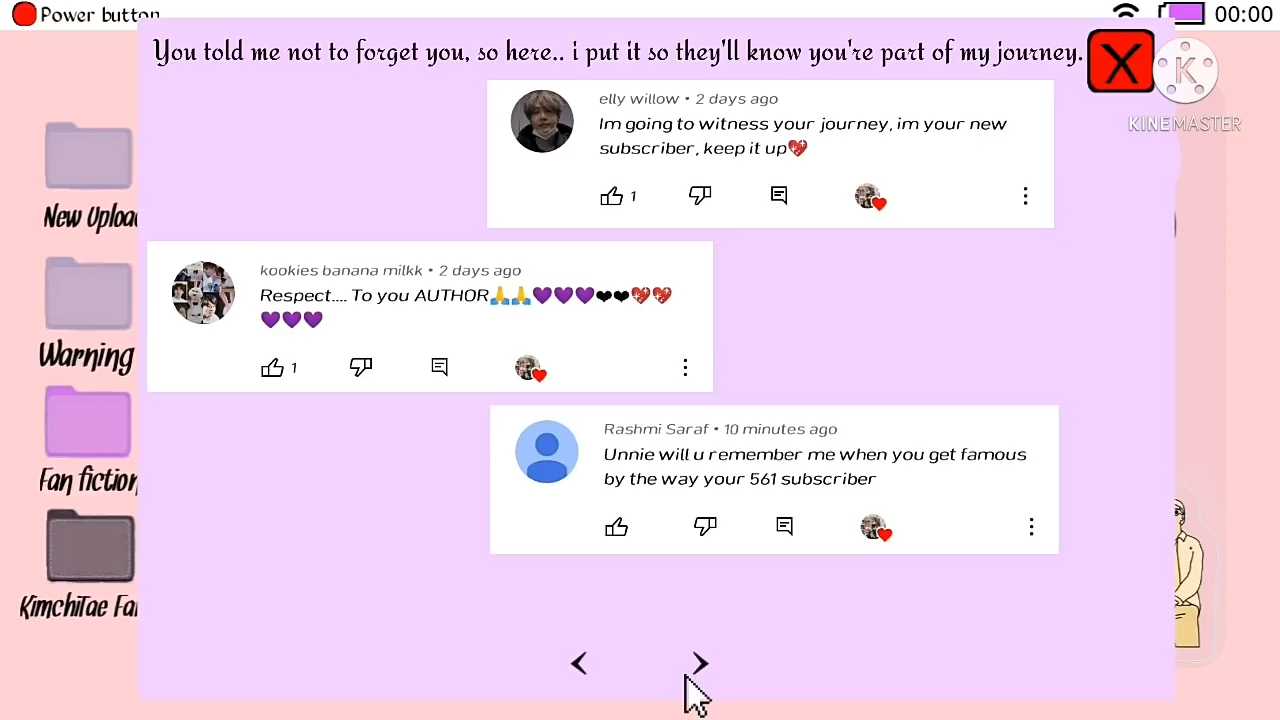 Power button
00:00
You told me not to forget you, so here.. i put it so they'll know you're part of my journey.
X
K
KINEMASTER
elly willow • 2 days ago
Im going to witness your journey, im your new
subscriber, keep it up💖
1
New Uploa
kookies banana milkk • 2 days ago
Respect.... To you AUTHOR🙏🙏💜💜💜❤❤💖💖
💜💜💜
1
Warning
Rashmi Saraf • 10 minutes ago
Unnie will u remember me when you get famous
by the way your 561 subscriber
Fan fiction
KimchiTae Fa